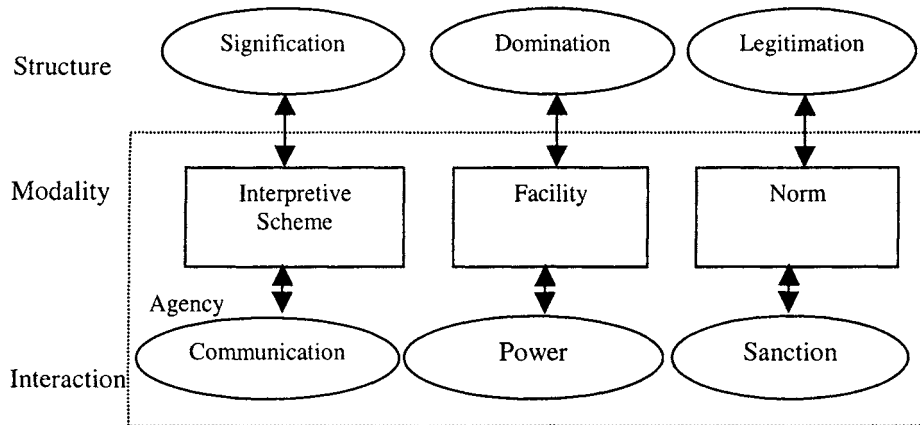 Structure
Signification
Domination
Legitimation
Modality
Interpretive
Scheme
Facility
Norm
Agency
Interaction
Communication
Power
Sanction